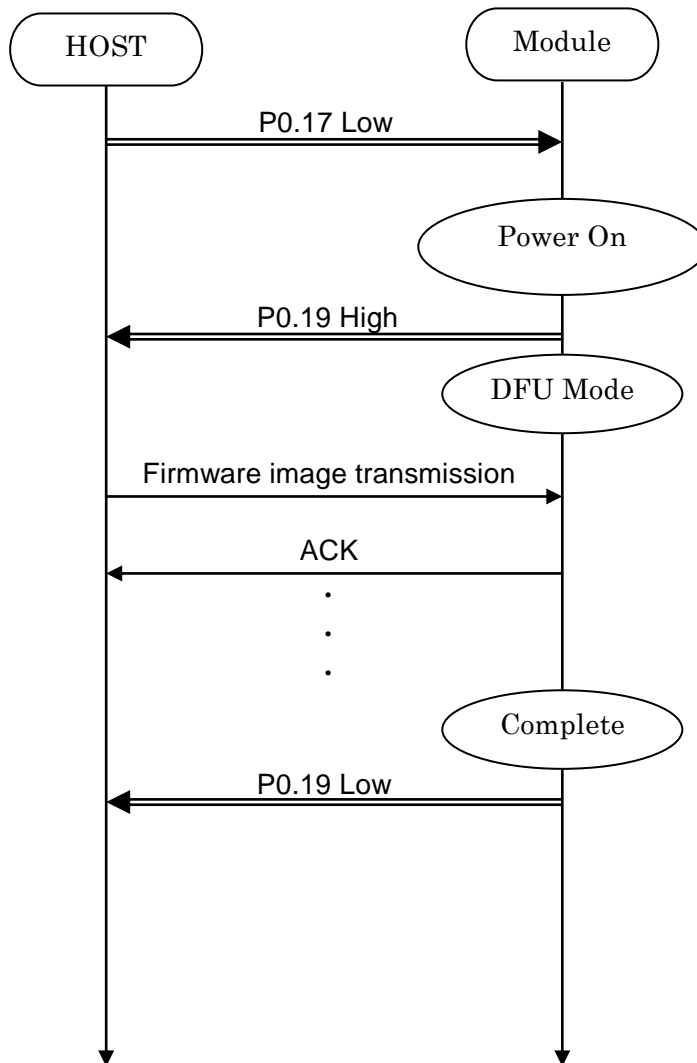 HOST
Module
P0.17 Low
Power On
P0.19 High
DFU Mode
Firmware image transmission
ACK
.
.
.
Complete
P0.19 Low